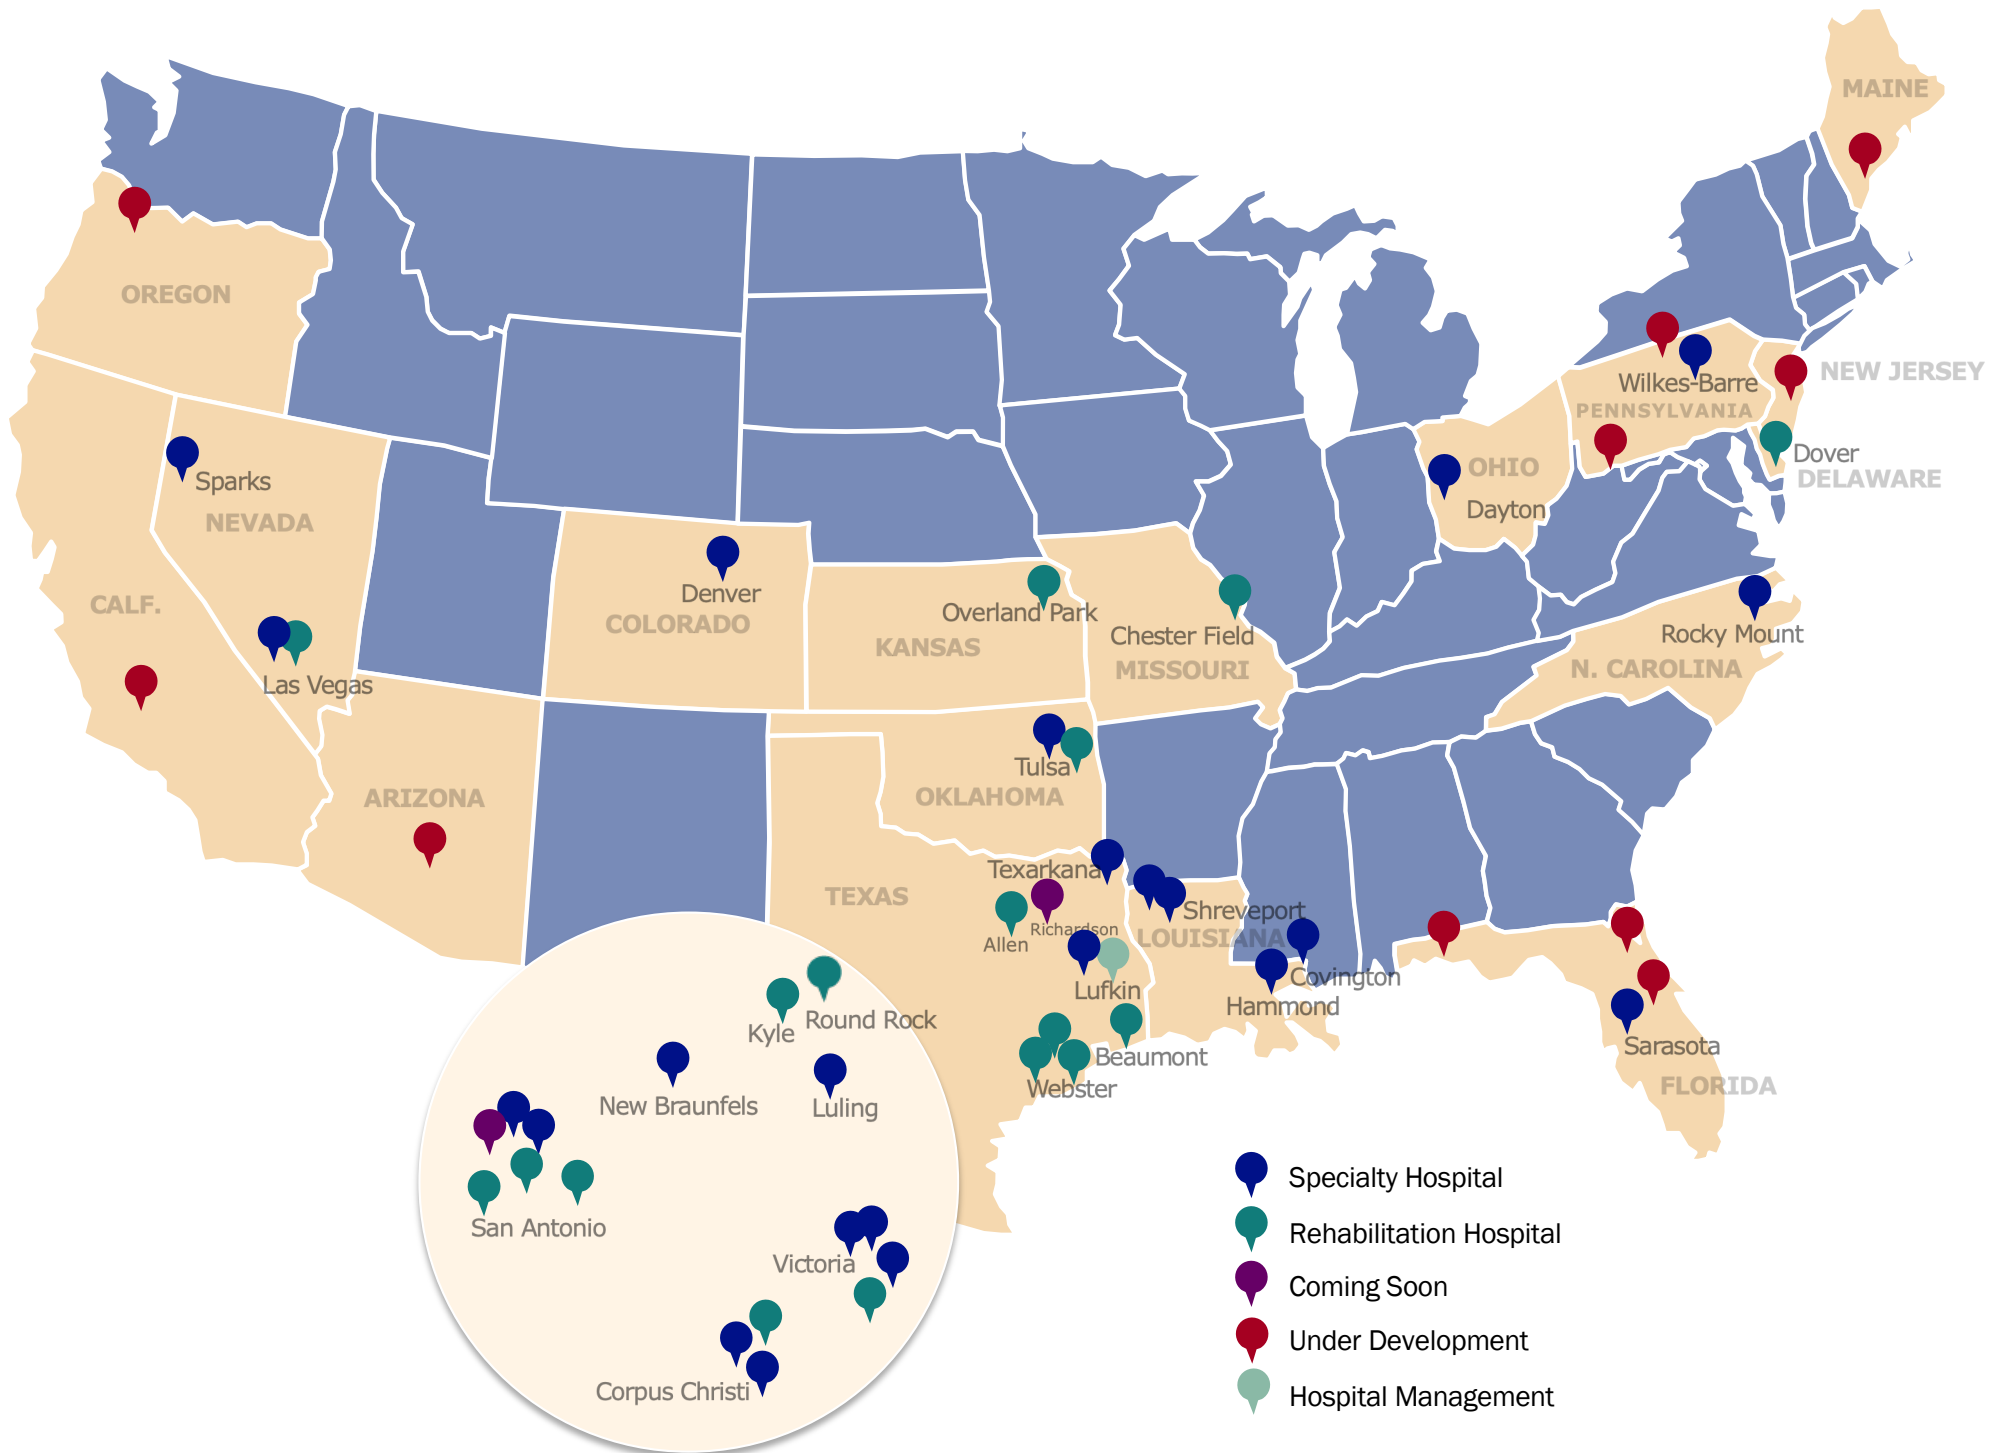 MAINE
OREGON
NEW JERSEY
Wilkes-Barre
PENNSYLVANIA
Dover
DELAWARE
OHIO
Dayton
Sparks
NEVADA
CALF.
Denver
COLORADO
Overland Park
KANSAS
Chester Field
MISSOURI
Rocky Mount
N. CAROLINA
Las Vegas
Tulsa
OKLAHOMA
ARIZONA
Texarkana
TEXAS
Shreveport
Richardson
Allen
LOUISIANA
Covington
Lufkin
Hammond
Round Rock
Kyle
Beaumont
Webster
Sarasota
FLORIDA
New Braunfels
Luling
San Antonio
Victoria
Corpus Christi
Specialty Hospital
Rehabilitation Hospital
Coming Soon
Under Development
Hospital Management